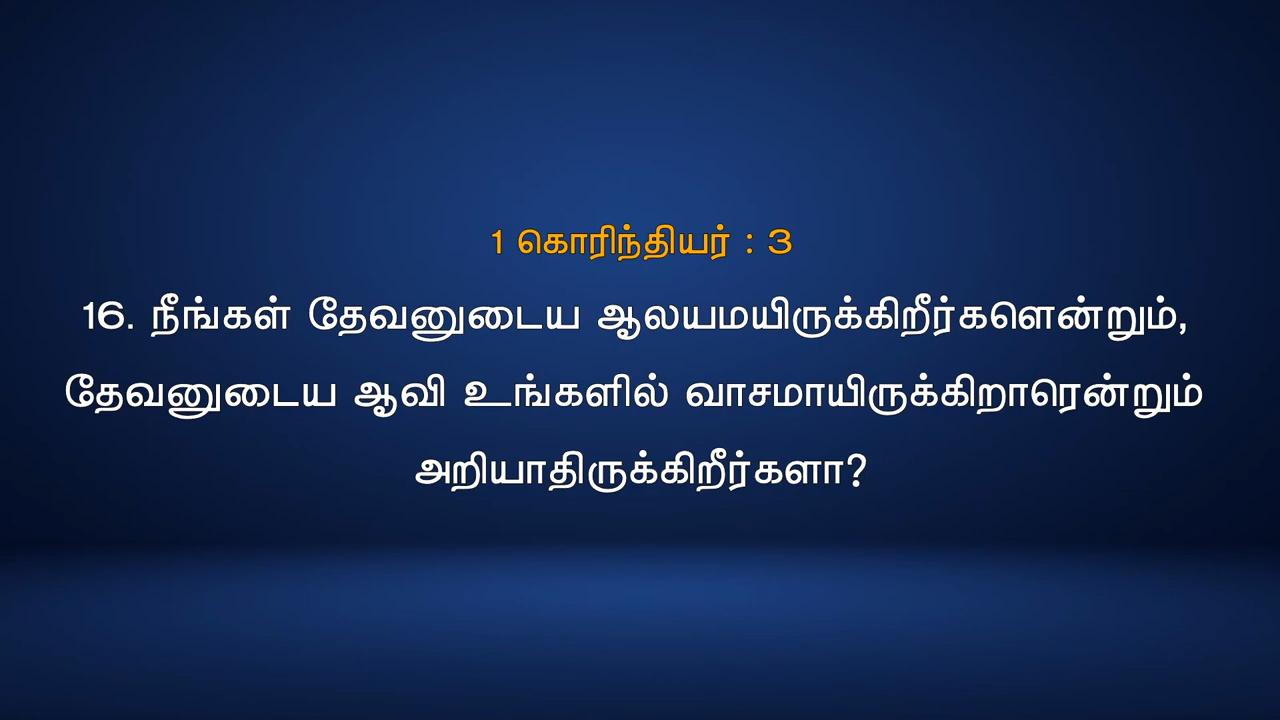 1 கொரிந்தியர் : 3
16. நீங்கள் தேவனுடைய ஆலயமயிருக்கிறீர்களென்றும்,
தேவனுடைய ஆவி உங்களில் வாசமாயிருக்கிறாரென்றும்
அறியாதிருக்கிறீர்களா?